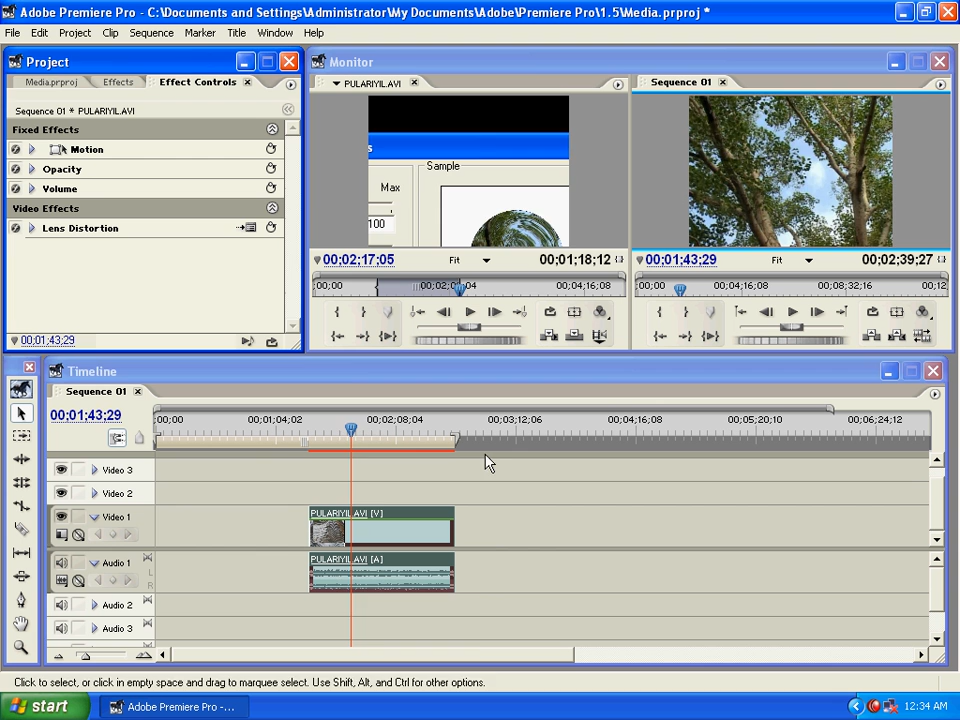 Adobe Premiere Pro - C:\Documents and Settings\Administrator\My Documents\Adobe\Premiere Pro\1.5\Media.prproj *
File Edit Project Clip Sequence Marker Title Window Help
Project
Media.prproj Effects Effect Controls
Sequence 01 * PULARIYIL.AVI
Fixed Effects
Motion
Opacity
Volume
Video Effects
Lens Distortion
00;01;43;29
Monitor
PULARIYIL.AVI
s
Sample
Max
100
00;02;17;05 Fit 00;01;18;12
00;00 00;04;16;08
Sequence 01
00;01;43;29 Fit 00;02;39;27
00;00 00;04;16;08 00;08;32;16 00;12
Timeline
Sequence 01
00;01;43;29
00;00 00;01;04;02 00;02;08;04 00;03;12;06 00;04;16;08 00;05;20;10 00;06;24;12
Video 3
Video 2
Video 1
PULARIYIL.AVI [V]
Audio 1
PULARIYIL.AVI [A]
L
R
Audio 2
Audio 3
Click to select, or click in empty space and drag to marquee select. Use Shift, Alt, and Ctrl for other options.
start Adobe Premiere Pro -... 12:34 AM